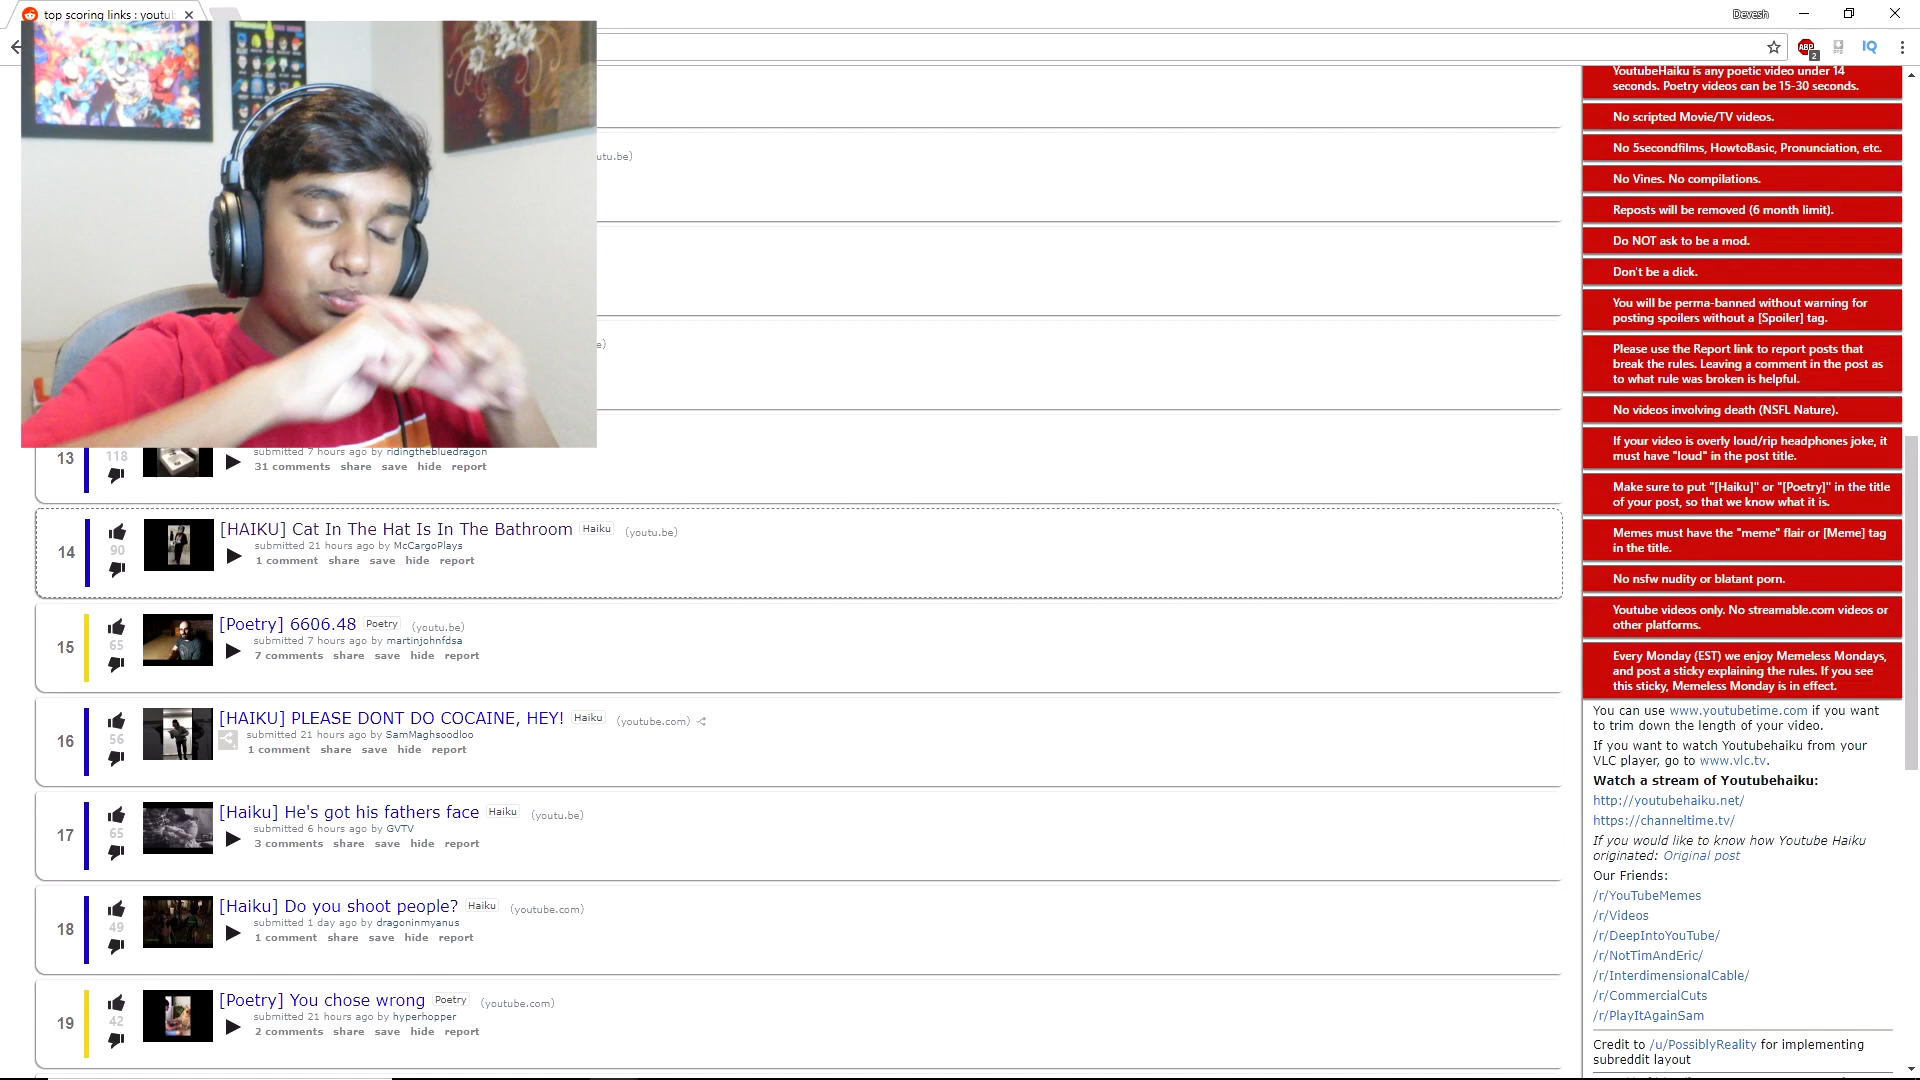 top scoring links : youtu
Devesh
ABP
2
IQ
YoutubeHaiku is any poetic video under 14
seconds. Poetry videos can be 15-30 seconds.
No scripted Movie/TV videos.
No 5secondfilms, HowtoBasic, Pronunciation, etc.
No Vines. No compilations.
Reposts will be removed (6 month limit).
Do NOT ask to be a mod.
Don't be a dick.
You will be perma-banned without warning for
posting spoilers without a [Spoiler] tag.
Please use the Report link to report posts that
break the rules. Leaving a comment in the post as
to what rule was broken is helpful.
No videos involving death (NSFL Nature).
If your video is overly loud/rip headphones joke, it
must have "loud" in the post title.
Make sure to put "[Haiku]" or "[Poetry]" in the title
of your post, so that we know what it is.
Memes must have the "meme" flair or [Meme] tag
in the title.
No nsfw nudity or blatant porn.
Youtube videos only. No streamable.com videos or
other platforms.
Every Monday (EST) we enjoy Memeless Mondays,
and post a sticky explaining the rules. If you see
this sticky, Memeless Monday is in effect.
You can use www.youtubetime.com if you want
to trim down the length of your video.
If you want to watch Youtubehaiku from your
VLC player, go to www.vlc.tv.
Watch a stream of Youtubehaiku:
http://youtubehaiku.net/
https://channeltime.tv/
If you would like to know how Youtube Haiku
originated: Original post
Our Friends:
/r/YouTubeMemes
/r/Videos
/r/DeepIntoYouTube/
/r/NotTimAndEric/
/r/InterdimensionalCable/
/r/CommercialCuts
/r/PlayItAgainSam
Credit to /u/PossiblyReality for implementing
subreddit layout
utu.be)
e)
13
118
submitted 7 hours ago by ridingthebluedragon
31 comments share save hide report
14
90
[HAIKU] Cat In The Hat Is In The Bathroom Haiku (youtu.be)
submitted 21 hours ago by McCargoPlays
1 comment share save hide report
15
65
[Poetry] 6606.48 Poetry (youtu.be)
submitted 7 hours ago by martinjohnfdsa
7 comments share save hide report
16
56
[HAIKU] PLEASE DONT DO COCAINE, HEY! Haiku (youtube.com)
submitted 21 hours ago by SamMaghsoodloo
1 comment share save hide report
17
65
[Haiku] He's got his fathers face Haiku (youtu.be)
submitted 6 hours ago by GVTV
3 comments share save hide report
18
49
[Haiku] Do you shoot people? Haiku (youtube.com)
submitted 1 day ago by dragoninmyanus
1 comment share save hide report
19
42
[Poetry] You chose wrong Poetry (youtube.com)
submitted 21 hours ago by hyperhopper
2 comments share save hide report